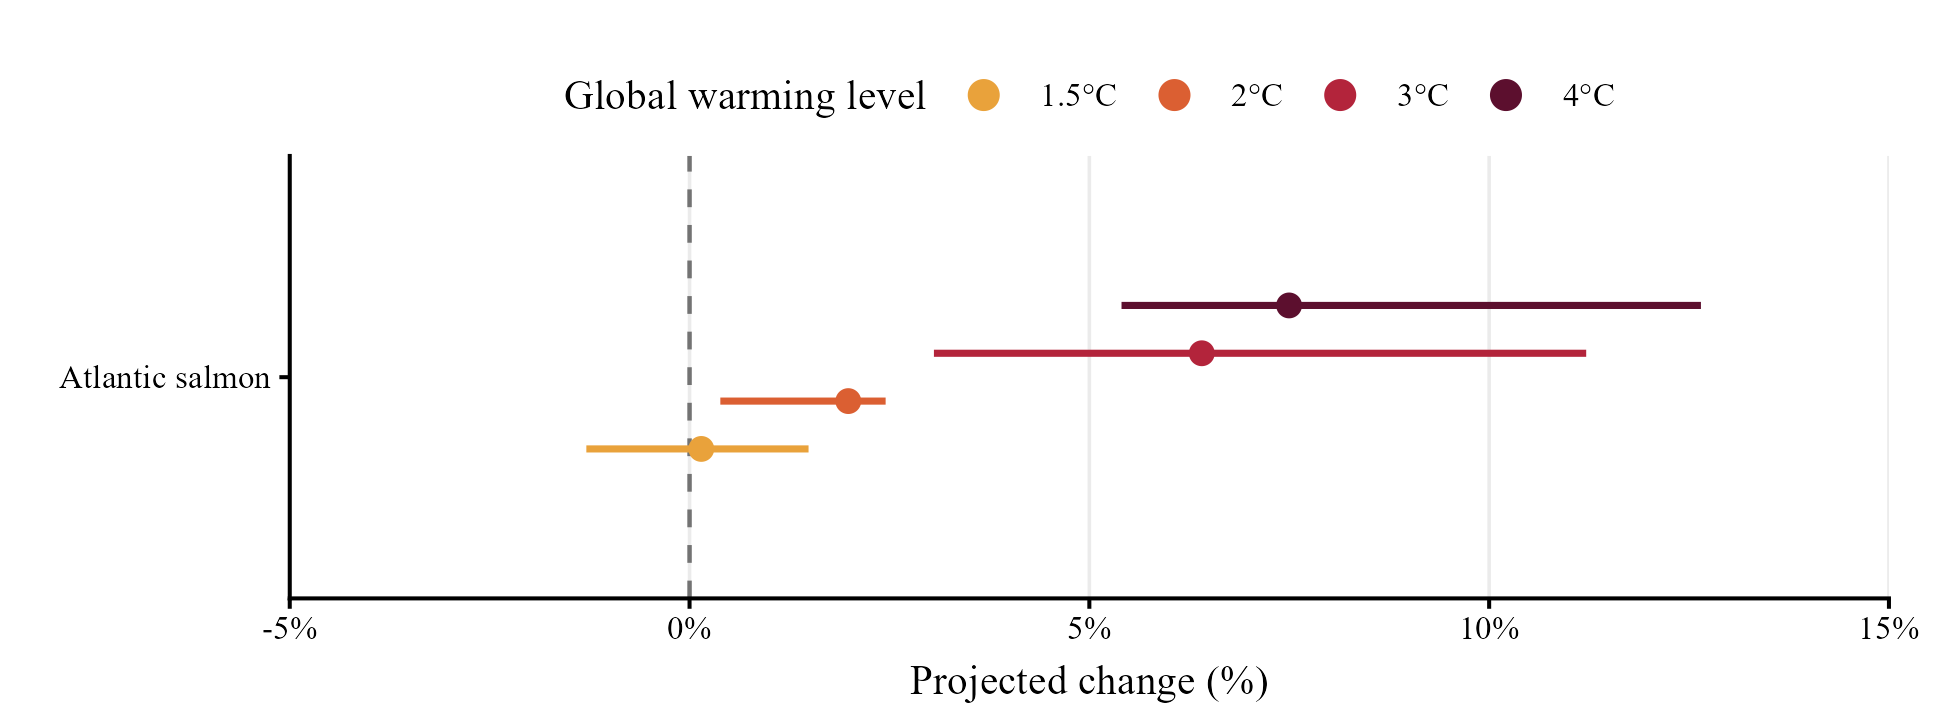 Global warming level 1.5°C 2°C 3°C 4°C
Atlantic salmon
-5% 0% 5% 10% 15%
Projected change (%)